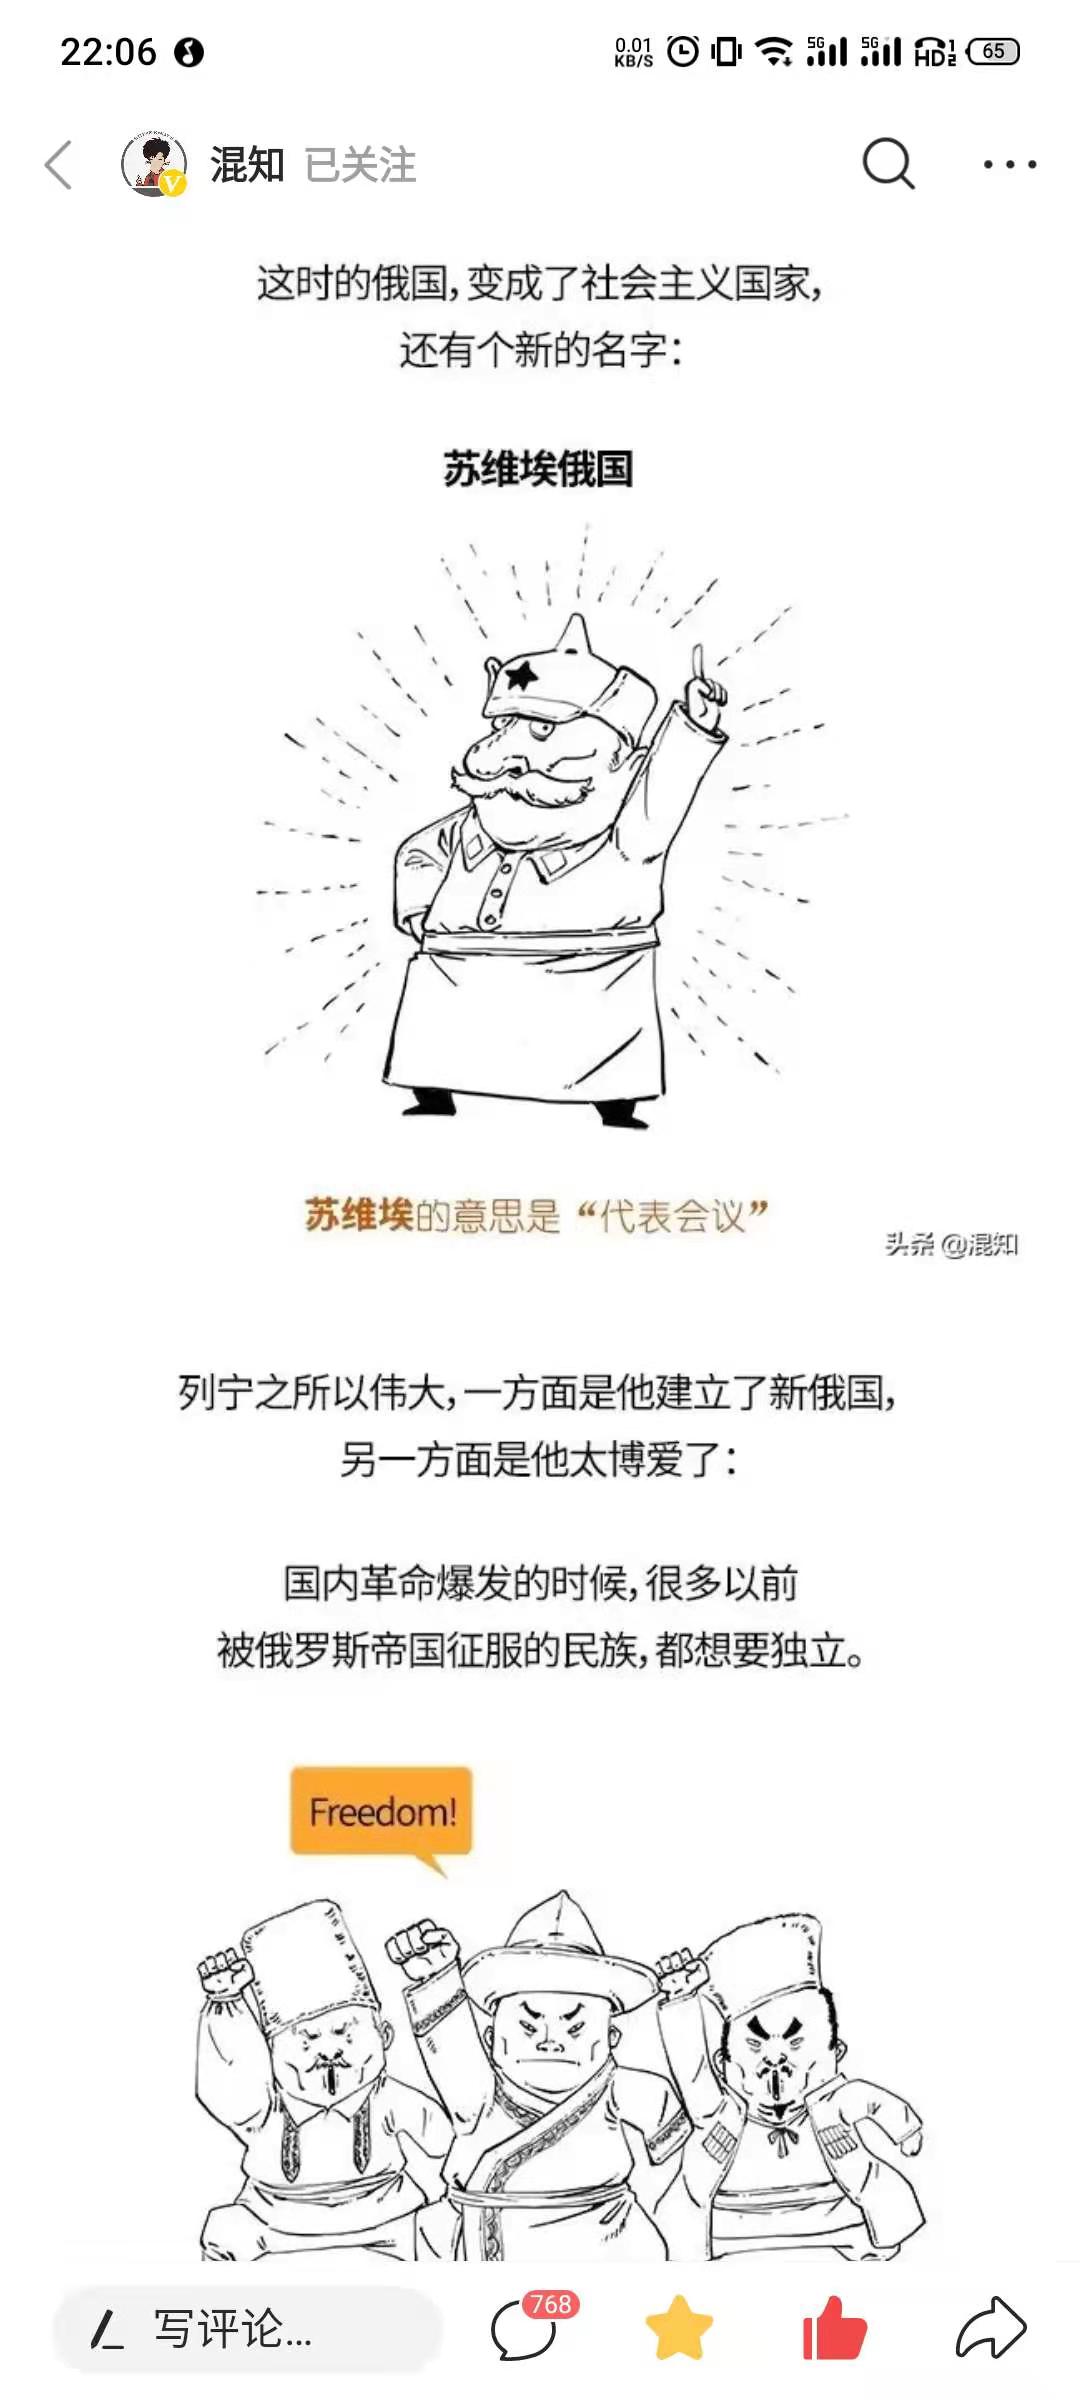 22:06
0.01 KB/S 5G 5G HD 1 2 65
混知 已关注
这时的俄国，变成了社会主义国家，
还有个新的名字：
苏维埃俄国
苏维埃的意思是“代表会议”
头条 @混知
列宁之所以伟大，一方面是他建立了新俄国，
另一方面是他太博爱了：
国内革命爆发的时候，很多以前
被俄罗斯帝国征服的民族，都想要独立。
Freedom!
写评论...
768